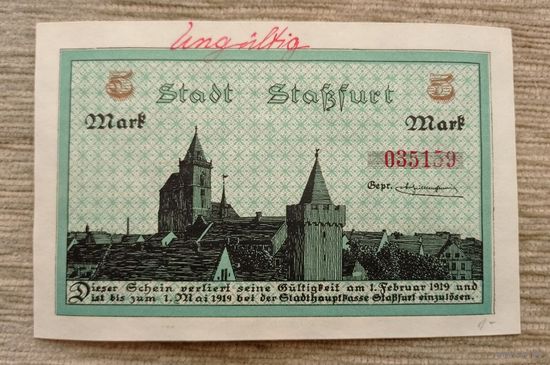 Ungültig
5 5
Stadt Staßfurt
Mark Mark
035159
Gepr.
Dieser Schein verliert seine Gültigkeit am 1. Februar 1919 und
ist bis zum 1. Mai 1919 bei der Stadthauptkasse Staßfurt einzulösen.